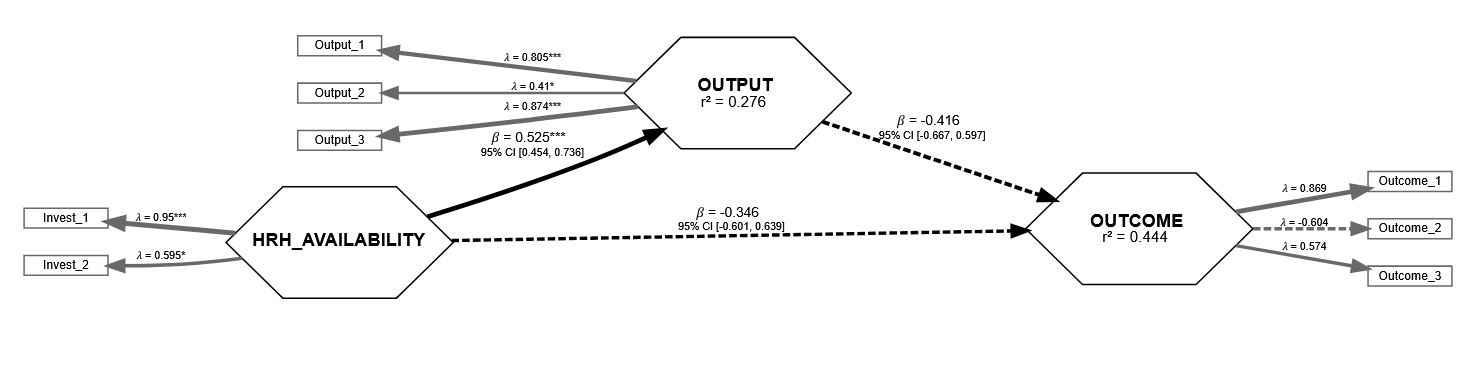 Output_1
λ = 0.805***
Output_2
λ = 0.41*
Output_3
λ = 0.874***
OUTPUT
r² = 0.276
β = 0.525***
95% CI [0.454, 0.736]
β = -0.416
95% CI [-0.667, 0.597]
Invest_1
λ = 0.95***
Invest_2
λ = 0.595*
HRH_AVAILABILITY
β = -0.346
95% CI [-0.601, 0.639]
OUTCOME
r² = 0.444
λ = 0.869
Outcome_1
λ = -0.604
Outcome_2
λ = 0.574
Outcome_3